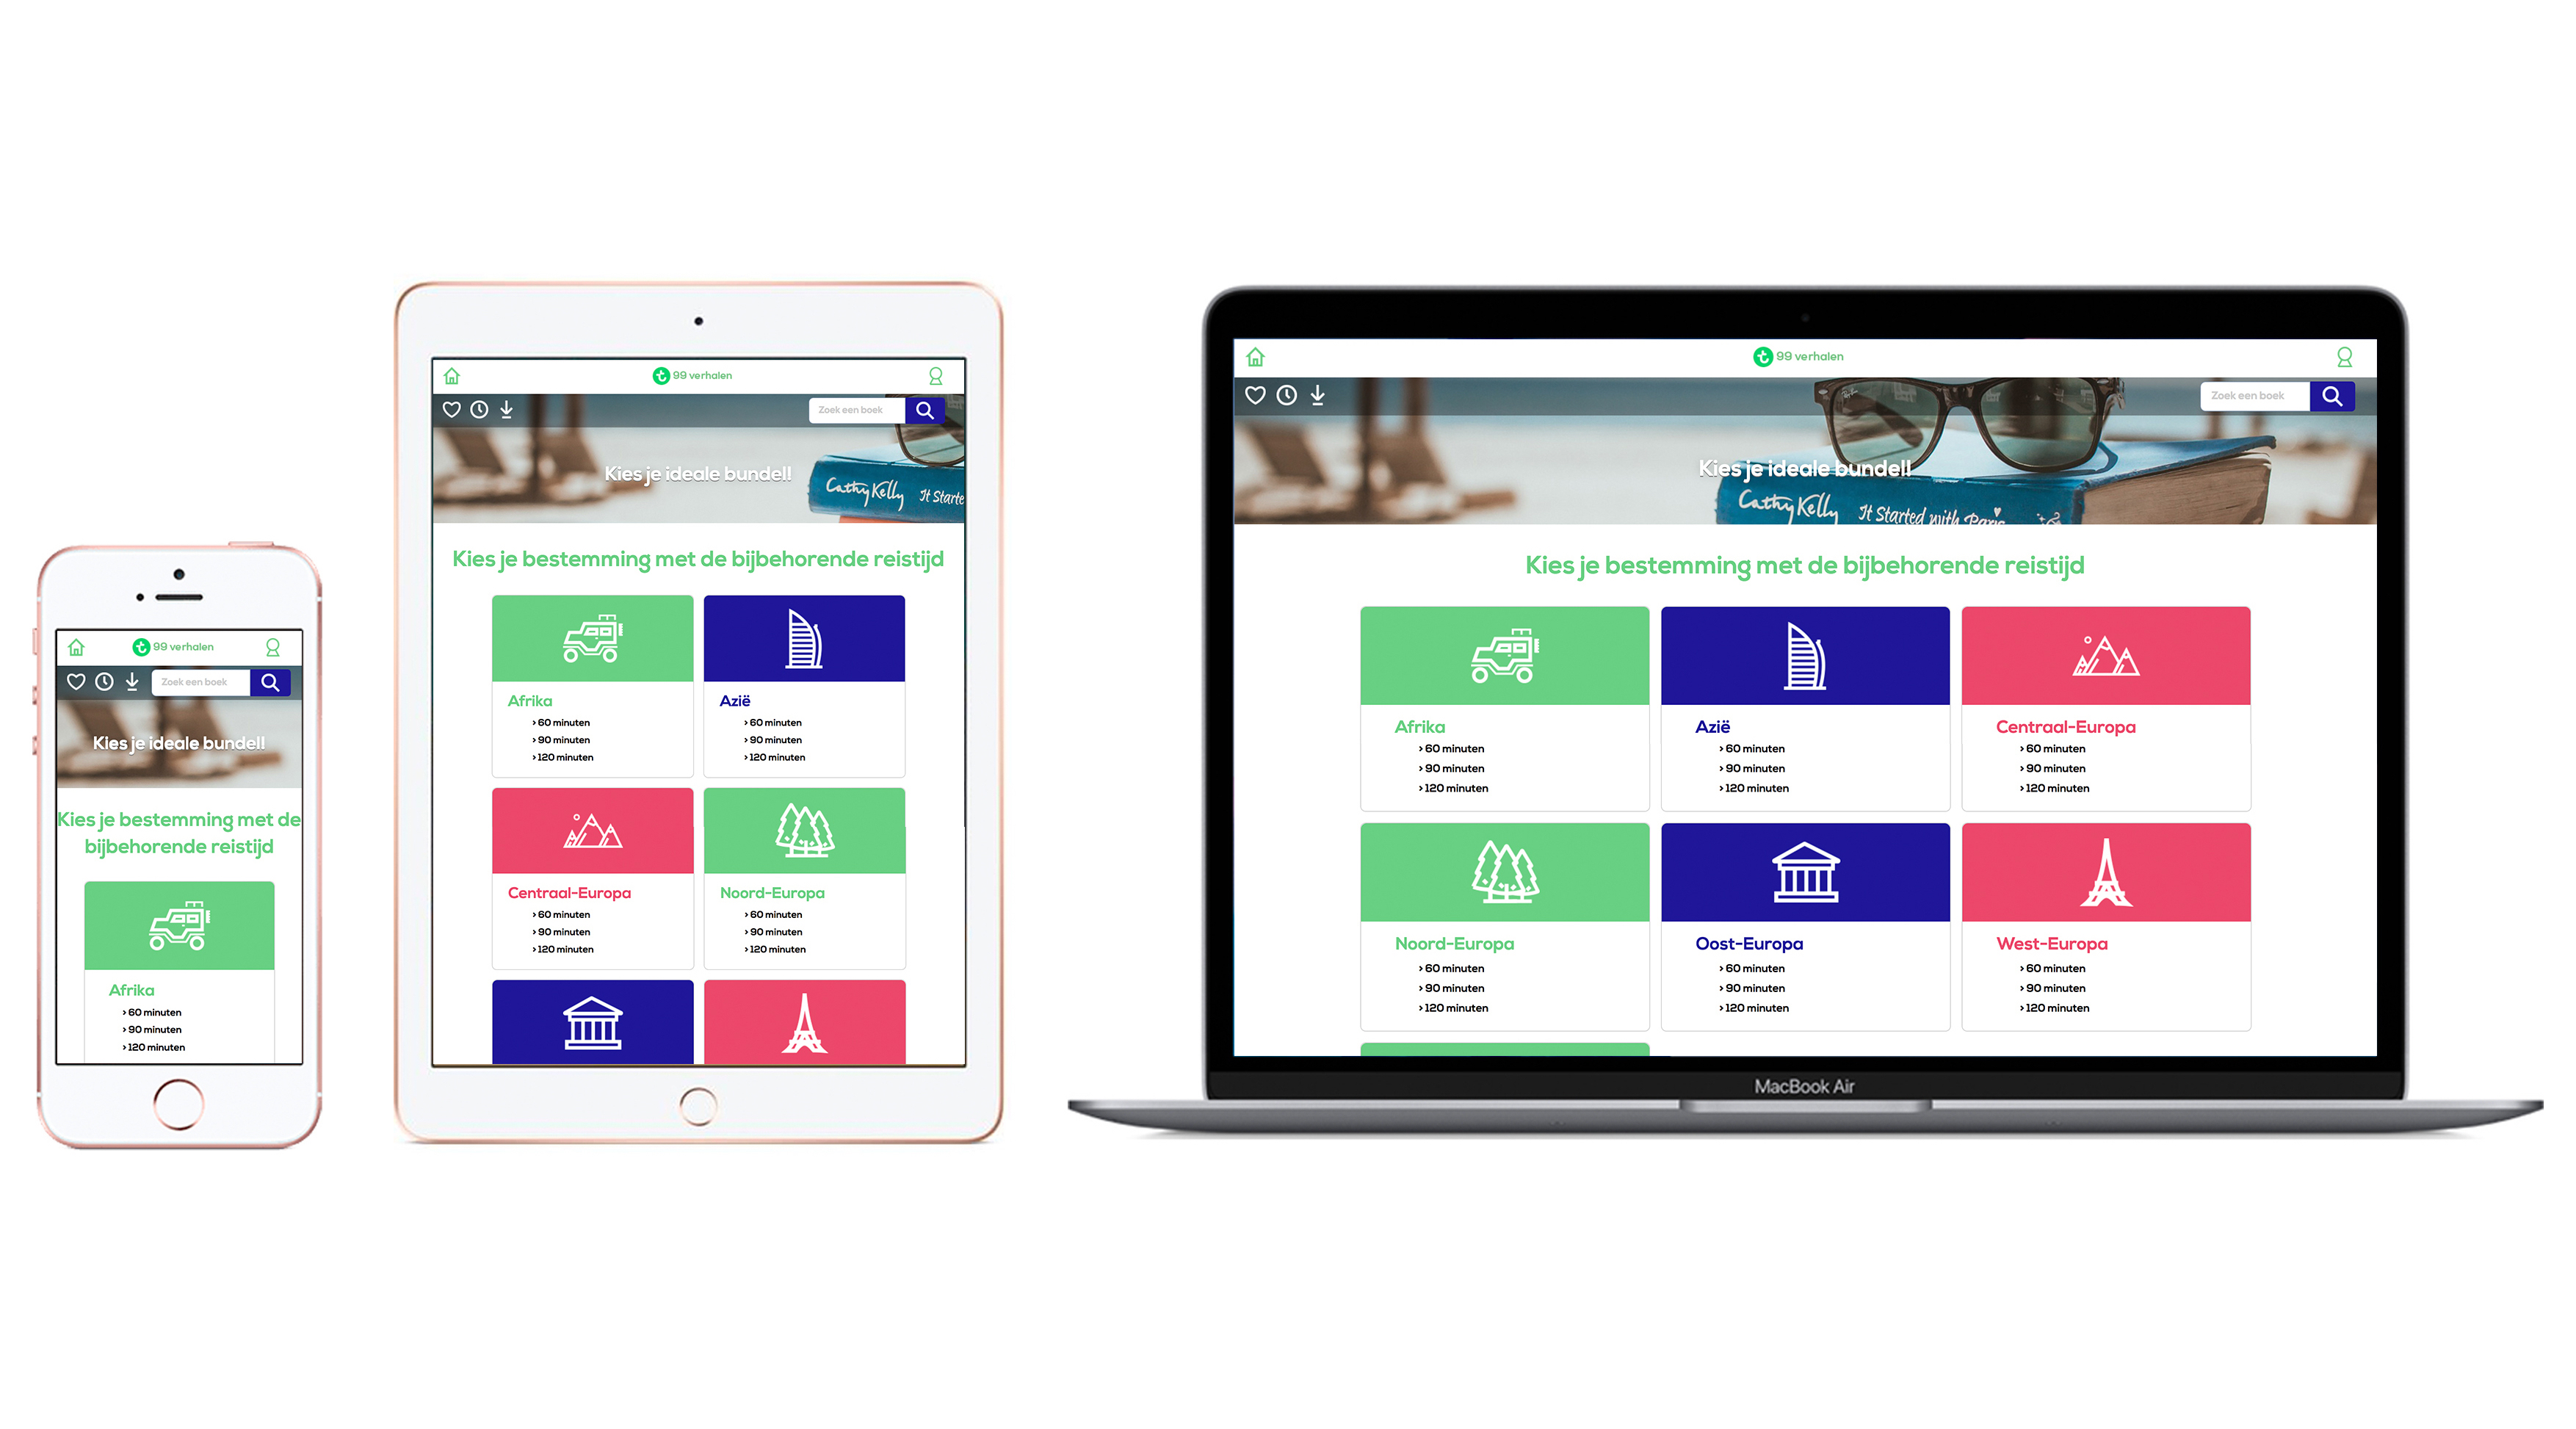 99 verhalen
Zoek een boek
Kies je ideale bundel!
Kies je bestemming met de
bijbehorende reistijd
Afrika
> 60 minuten
> 90 minuten
> 120 minuten
99 verhalen
Zoek een boek
Kies je ideale bundel!
Cathy Kelly It Starte
Kies je bestemming met de bijbehorende reistijd
Afrika
> 60 minuten
> 90 minuten
> 120 minuten
Azië
> 60 minuten
> 90 minuten
> 120 minuten
Centraal-Europa
> 60 minuten
> 90 minuten
> 120 minuten
Noord-Europa
> 60 minuten
> 90 minuten
> 120 minuten
99 verhalen
Zoek een boek
Kies je ideale bundel!
Cathy Kelly It Started with Paris
Kies je bestemming met de bijbehorende reistijd
Afrika
> 60 minuten
> 90 minuten
> 120 minuten
Azië
> 60 minuten
> 90 minuten
> 120 minuten
Centraal-Europa
> 60 minuten
> 90 minuten
> 120 minuten
Noord-Europa
> 60 minuten
> 90 minuten
> 120 minuten
Oost-Europa
> 60 minuten
> 90 minuten
> 120 minuten
West-Europa
> 60 minuten
> 90 minuten
> 120 minuten
MacBook Air